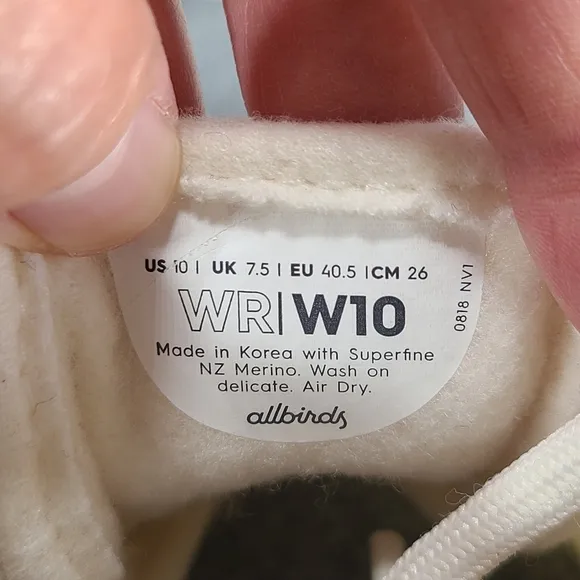 US 10 | UK 7.5 | EU 40.5 | CM 26
WR|W10
Made in Korea with Superfine
NZ Merino. Wash on
delicate. Air Dry.
allbirds
0818 NV1